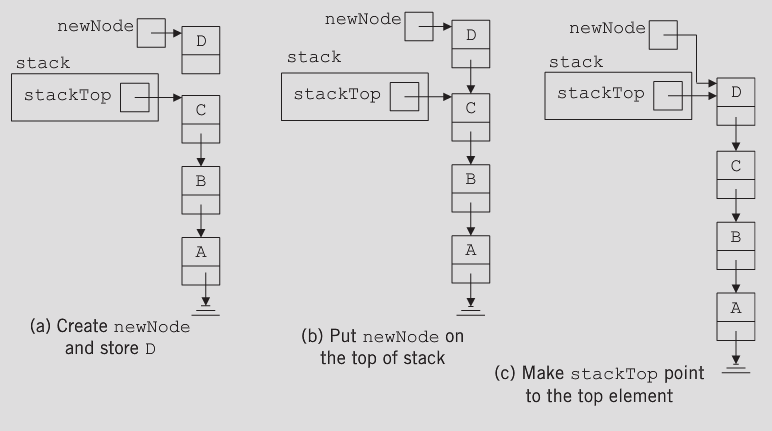 newNode
D
stack
stackTop
C
B
A
(a) Create newNode
and store D
newNode
D
stack
stackTop
C
B
A
(b) Put newNode on
the top of stack
newNode
stack
stackTop
D
C
B
A
(c) Make stackTop point
to the top element